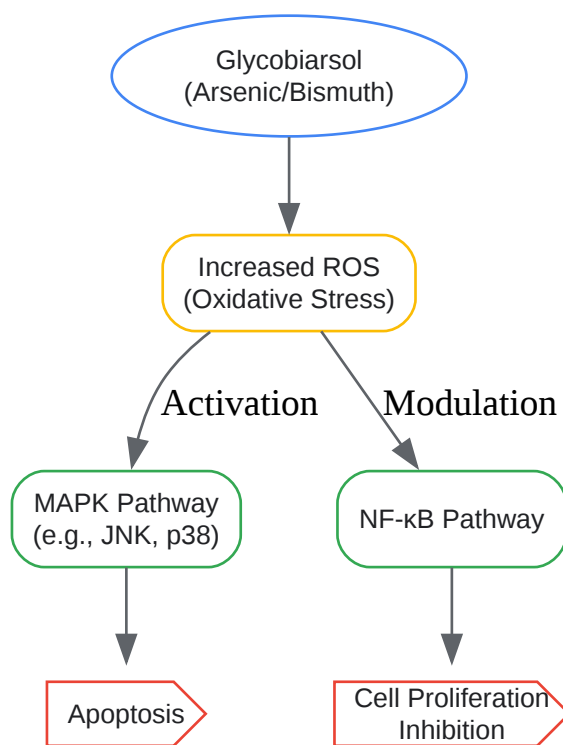 Glycobiarsol
(Arsenic/Bismuth)
Increased ROS
(Oxidative Stress)
Activation
Modulation
MAPK Pathway
(e.g., JNK, p38)
NF-κB Pathway
Apoptosis
Cell Proliferation
Inhibition